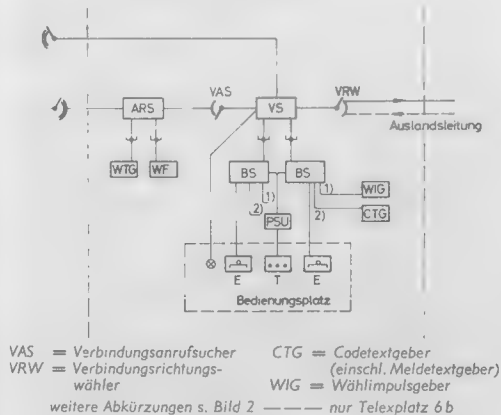 VAS
VRW
ARS
VS
Auslandsleitung
WTG
WF
BS
BS
1)
1)
WIG
2)
2)
CTG
PSU
E
T
E
Bedienungsplatz
VAS = Verbindungsanrufsucher
VRW = Verbindungsrichtungs-
wähler
CTG = Codetextgeber
(einschl. Meldetextgeber)
WIG = Wählimpulsgeber
weitere Abkürzungen s. Bild 2 — — — nur Telexplatz 6b